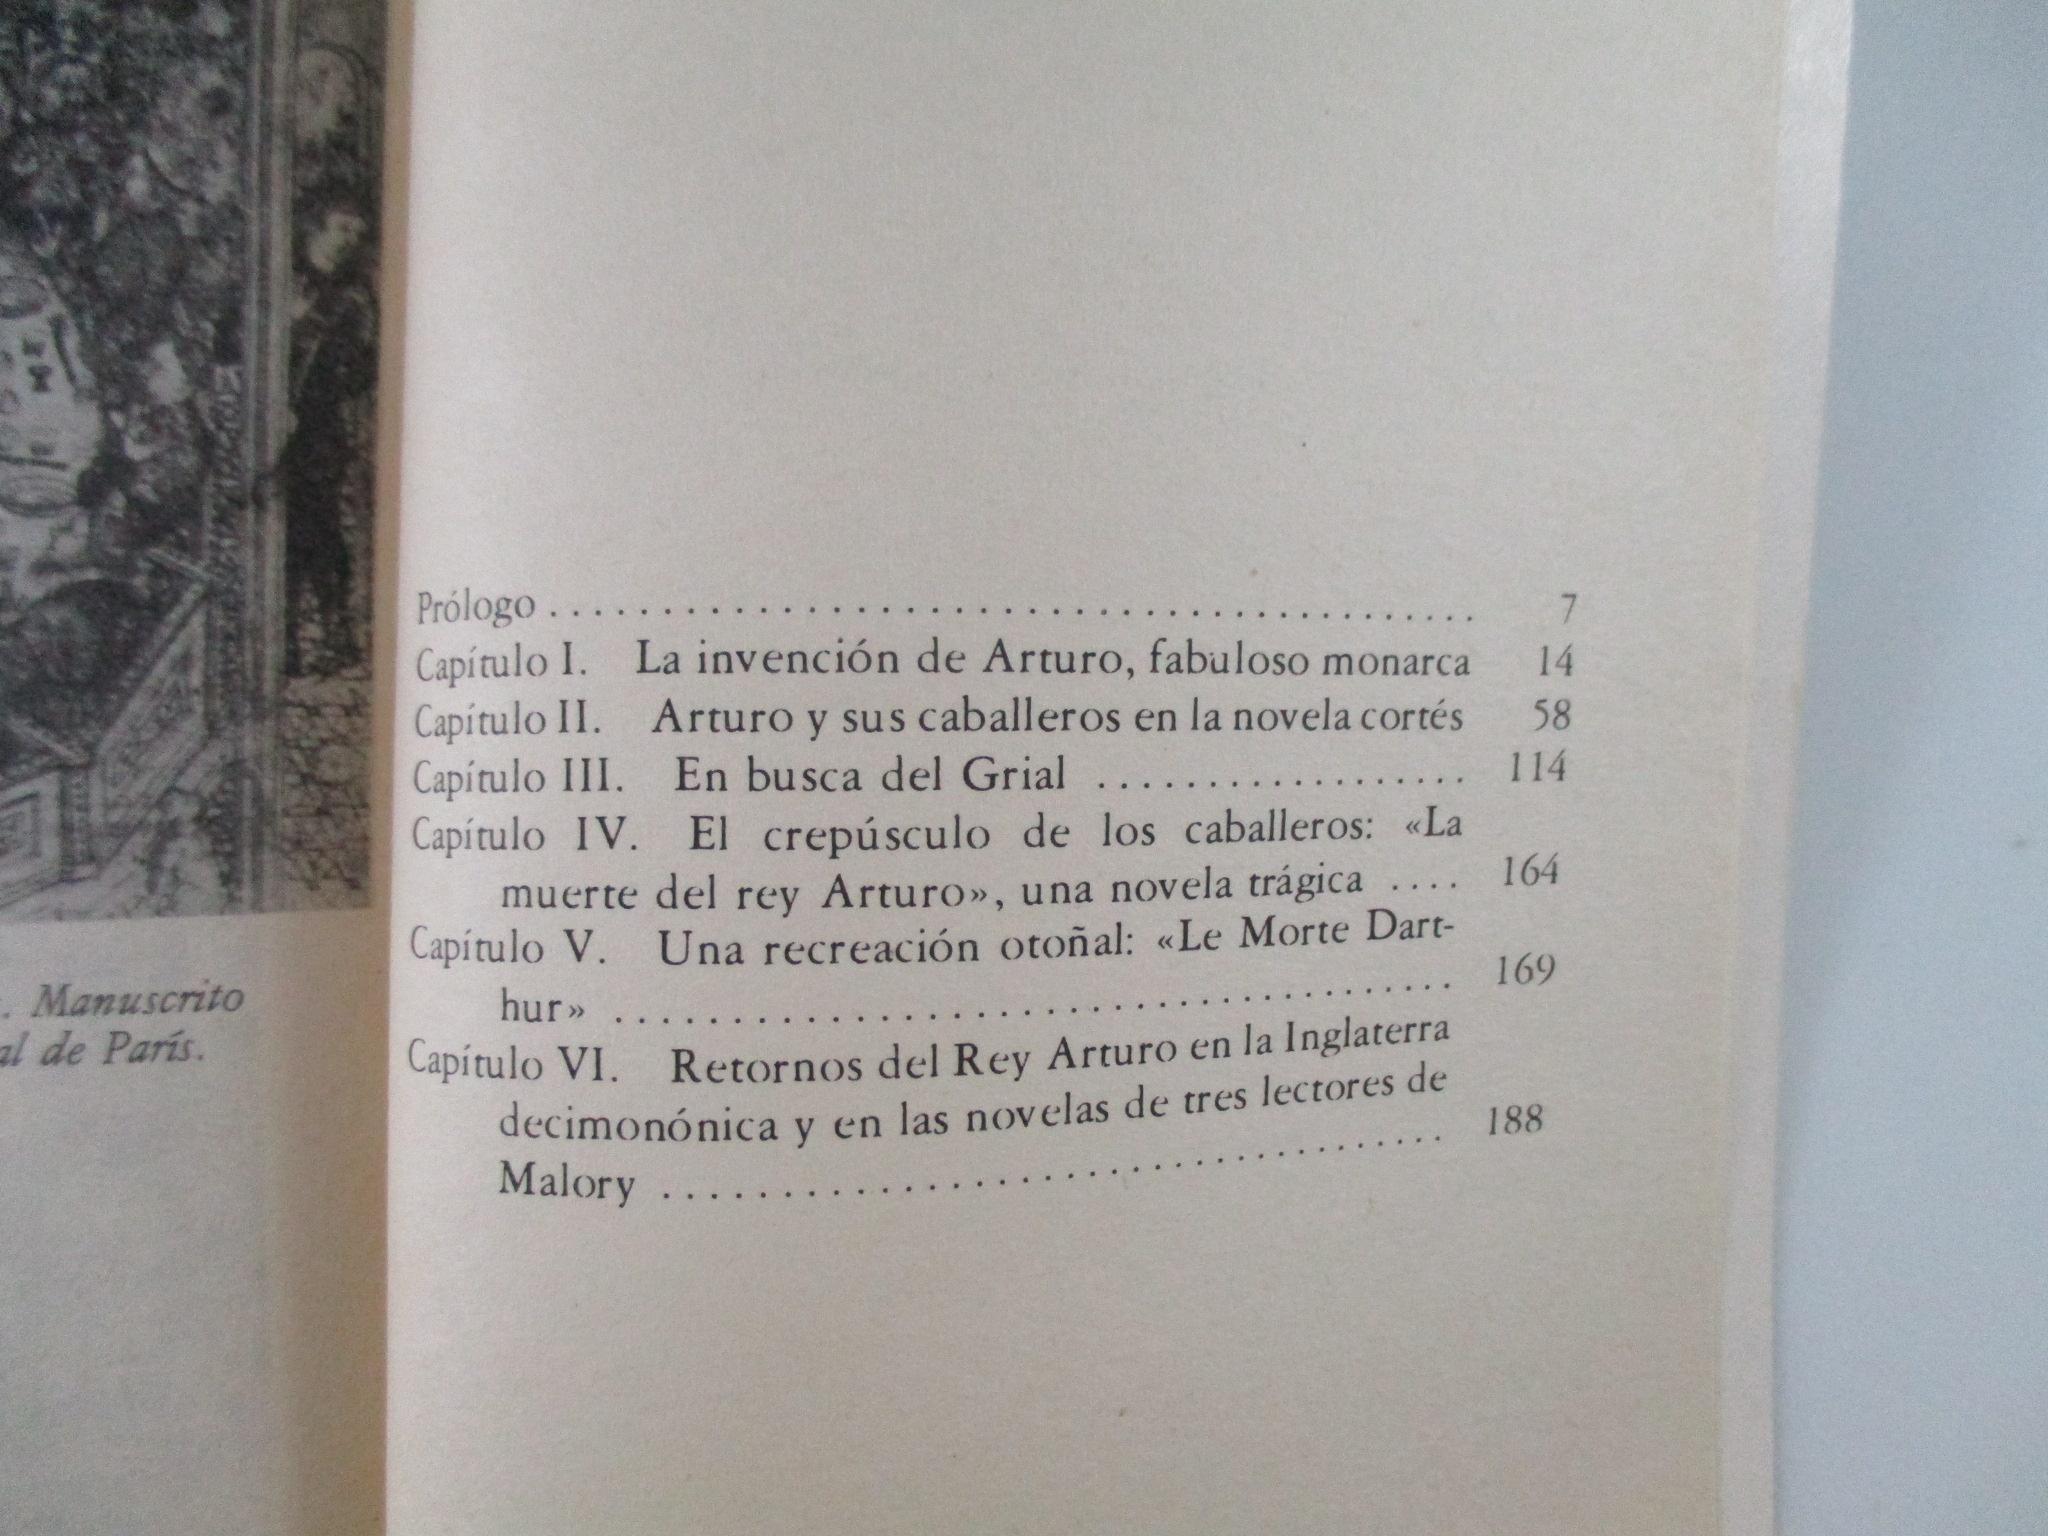 . Manuscrito
al de París.
Prólogo ........................................ 7
Capítulo I. La invención de Arturo, fabuloso monarca 14
Capítulo II. Arturo y sus caballeros en la novela cortés 58
Capítulo III. En busca del Grial ................. 114
Capítulo IV. El crepúsculo de los caballeros: «La
muerte del rey Arturo», una novela trágica .... 164
Capítulo V. Una recreación otoñal: «Le Morte Dart-
hur» ..................................... 169
Capítulo VI. Retornos del Rey Arturo en la Inglaterra
decimonónica y en las novelas de tres lectores de
Malory ................................... 188